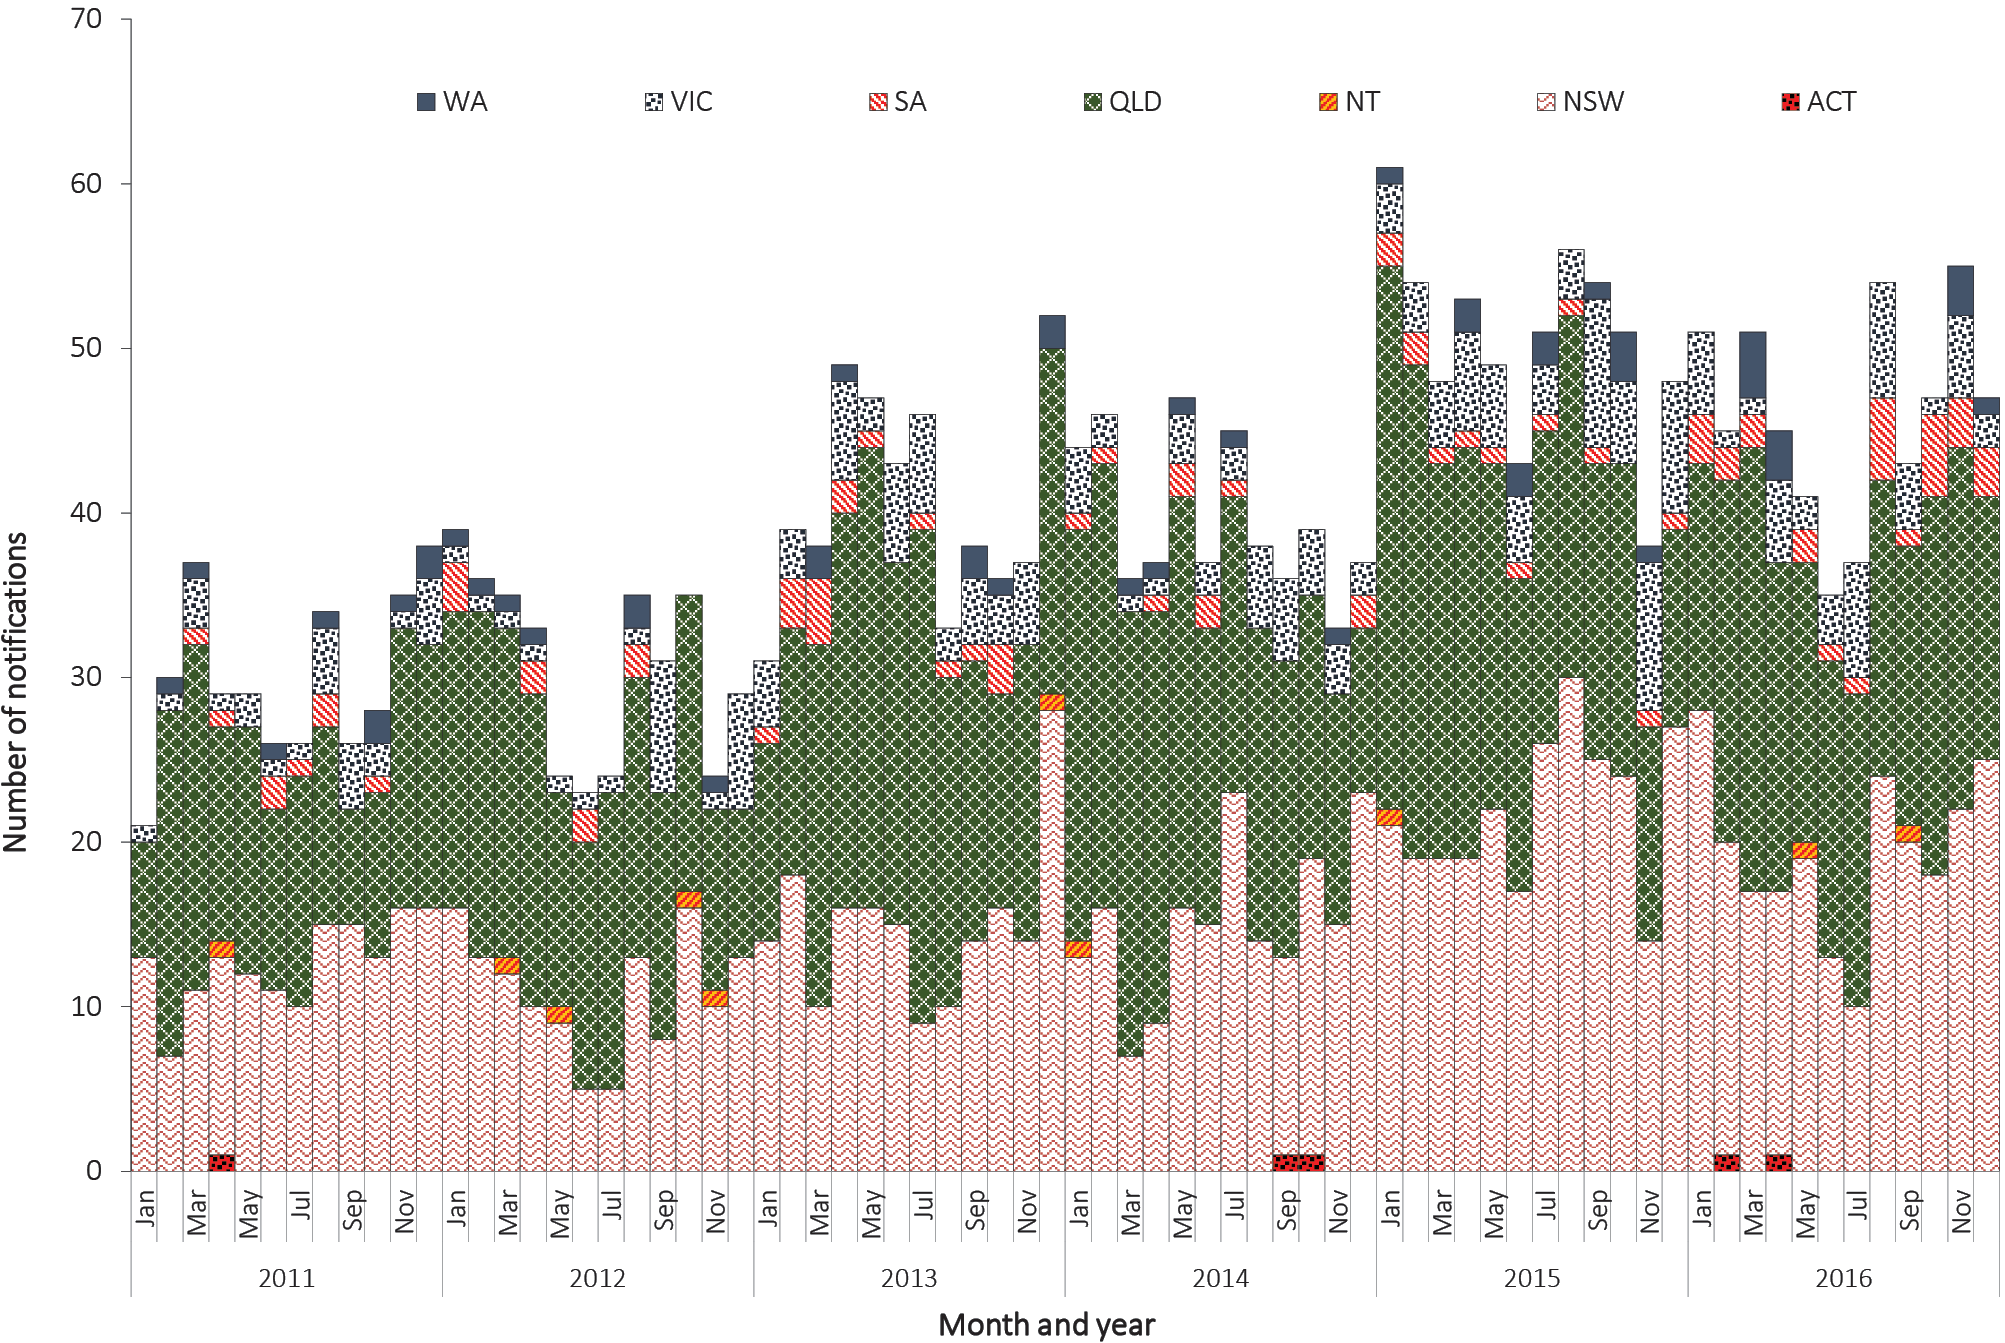 70
60
50
40
30
20
10
0
Number of notifications
WA VIC SA QLD NT NSW ACT
Jan Mar May Jul Sep Nov Jan Mar May Jul Sep Nov Jan Mar May Jul Sep Nov Jan Mar May Jul Sep Nov Jan Mar May Jul Sep Nov Jan Mar May Jul Sep Nov
2011 2012 2013 2014 2015 2016
Month and year